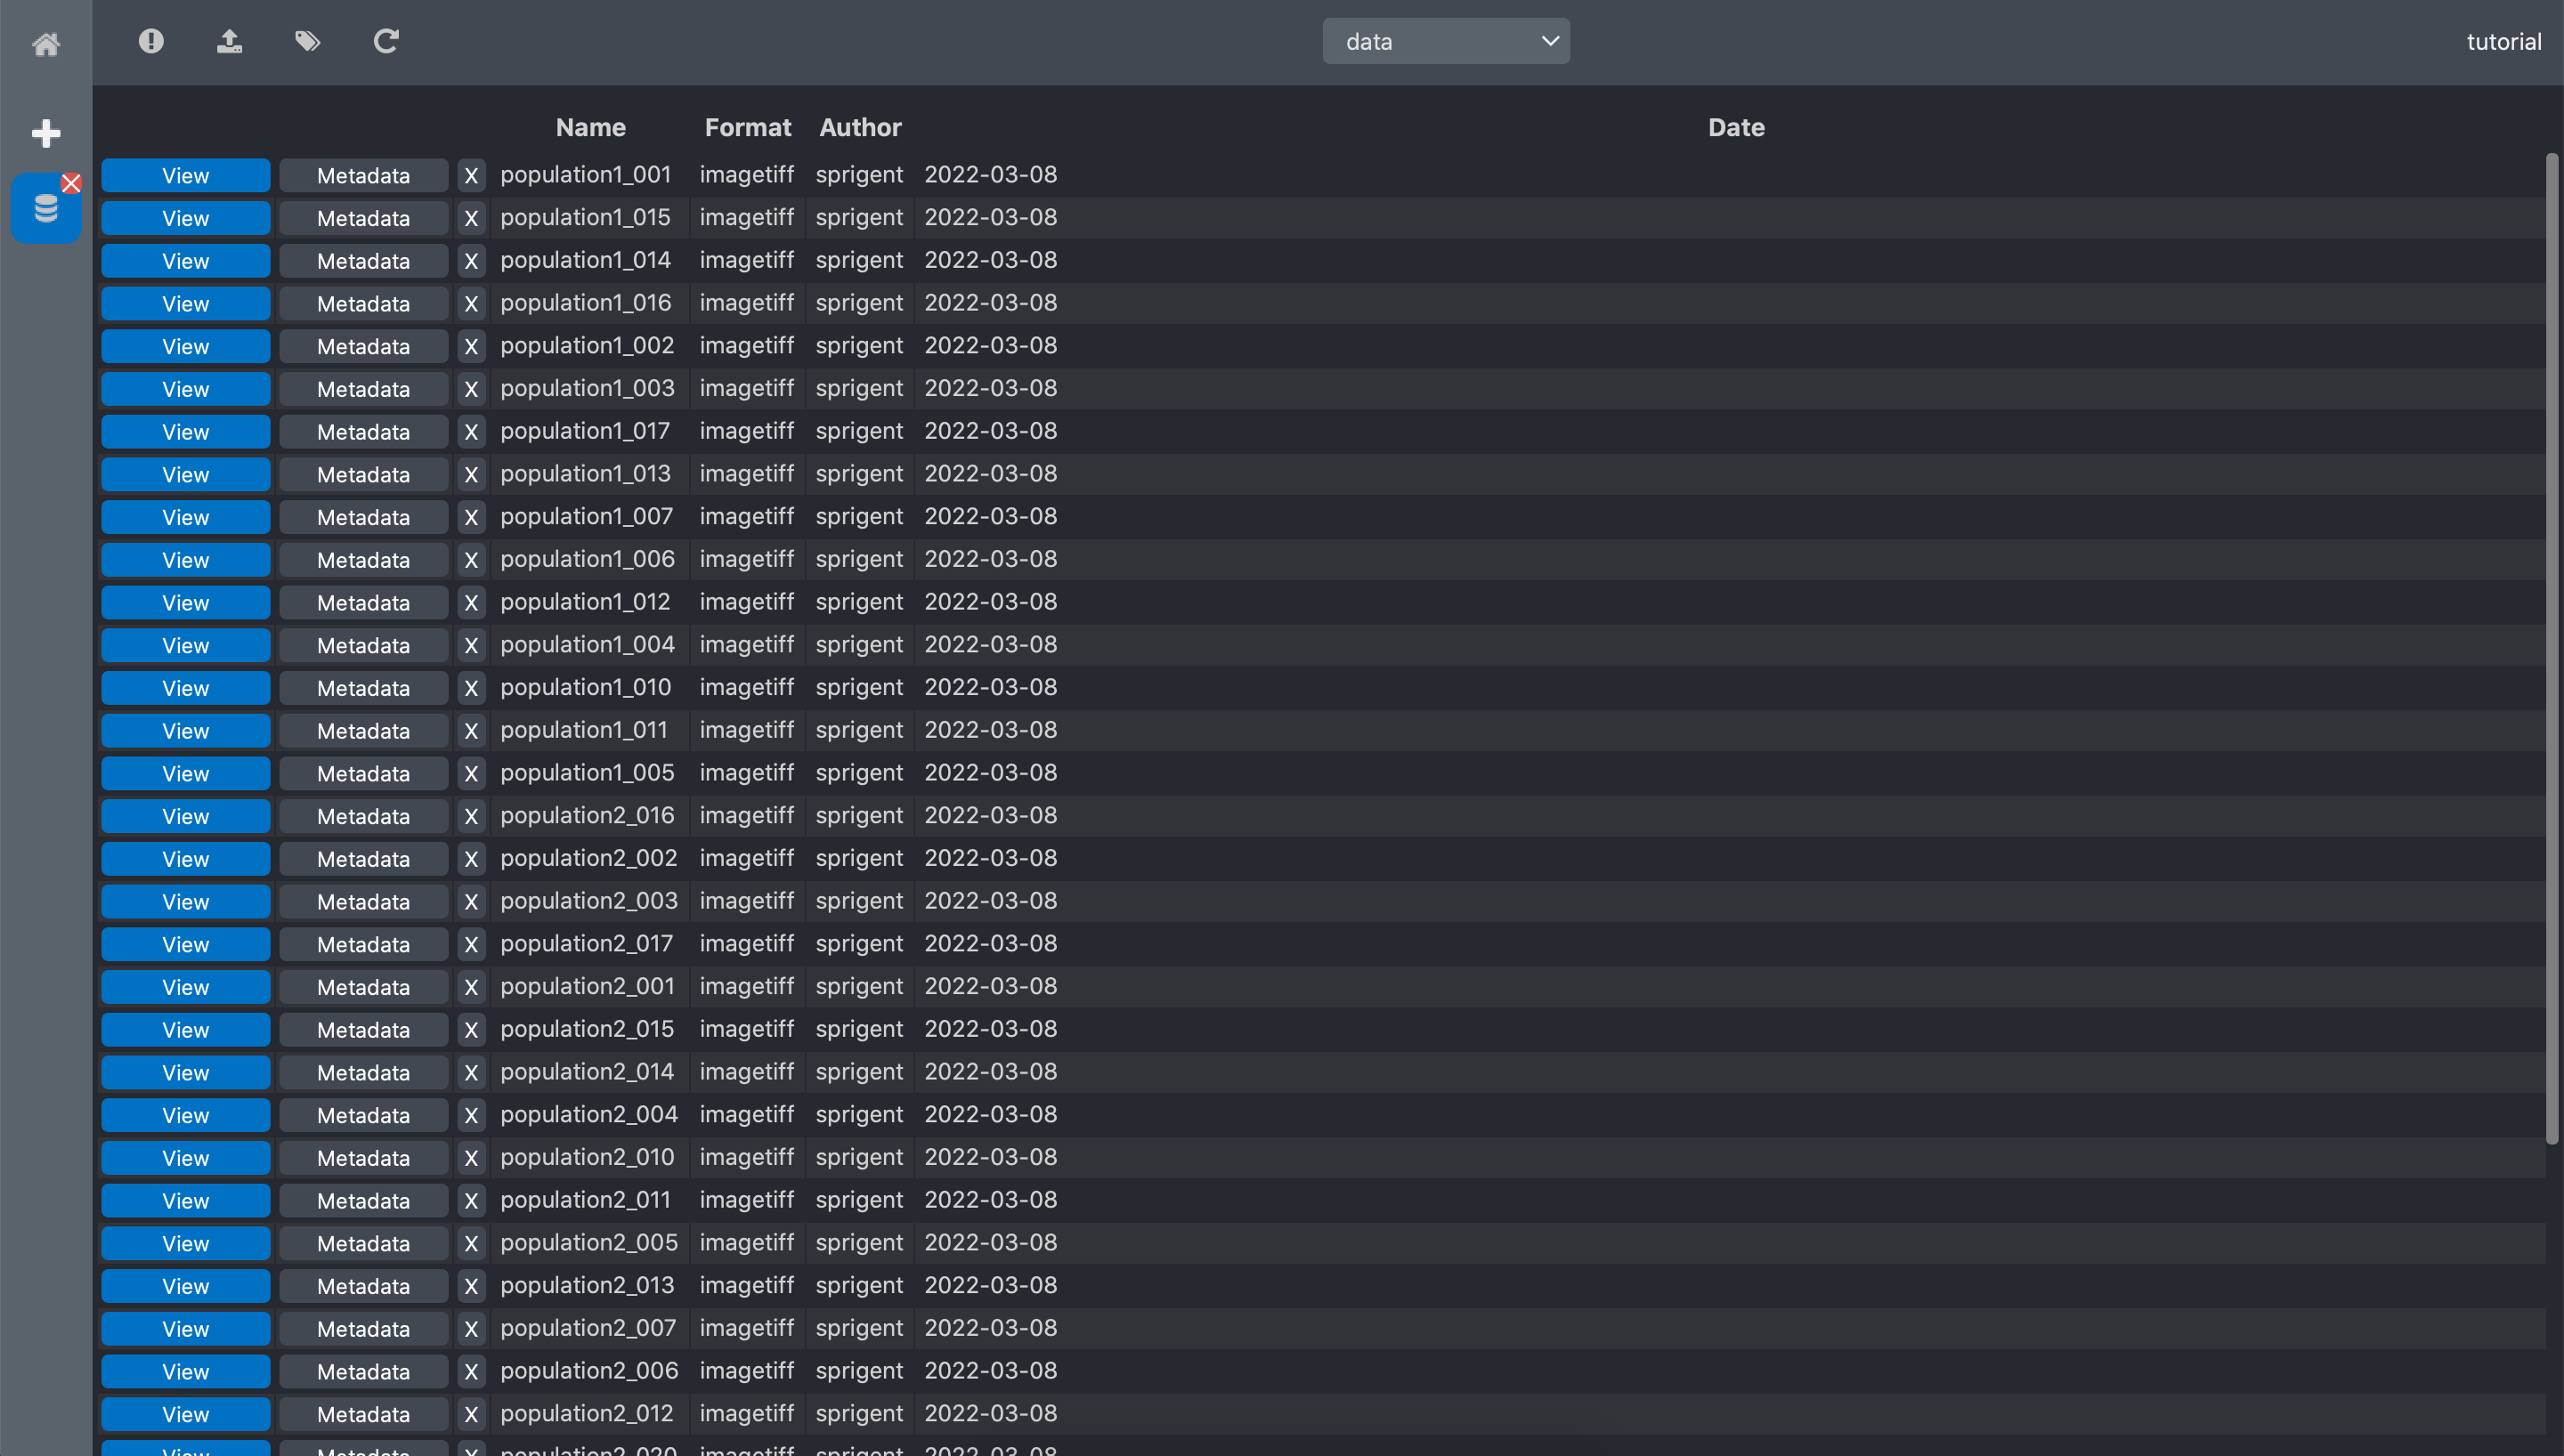 data
tutorial
Name Format Author Date
View Metadata X population1_001 imagetiff sprigent 2022-03-08
View Metadata X population1_015 imagetiff sprigent 2022-03-08
View Metadata X population1_014 imagetiff sprigent 2022-03-08
View Metadata X population1_016 imagetiff sprigent 2022-03-08
View Metadata X population1_002 imagetiff sprigent 2022-03-08
View Metadata X population1_003 imagetiff sprigent 2022-03-08
View Metadata X population1_017 imagetiff sprigent 2022-03-08
View Metadata X population1_013 imagetiff sprigent 2022-03-08
View Metadata X population1_007 imagetiff sprigent 2022-03-08
View Metadata X population1_006 imagetiff sprigent 2022-03-08
View Metadata X population1_012 imagetiff sprigent 2022-03-08
View Metadata X population1_004 imagetiff sprigent 2022-03-08
View Metadata X population1_010 imagetiff sprigent 2022-03-08
View Metadata X population1_011 imagetiff sprigent 2022-03-08
View Metadata X population1_005 imagetiff sprigent 2022-03-08
View Metadata X population2_016 imagetiff sprigent 2022-03-08
View Metadata X population2_002 imagetiff sprigent 2022-03-08
View Metadata X population2_003 imagetiff sprigent 2022-03-08
View Metadata X population2_017 imagetiff sprigent 2022-03-08
View Metadata X population2_001 imagetiff sprigent 2022-03-08
View Metadata X population2_015 imagetiff sprigent 2022-03-08
View Metadata X population2_014 imagetiff sprigent 2022-03-08
View Metadata X population2_004 imagetiff sprigent 2022-03-08
View Metadata X population2_010 imagetiff sprigent 2022-03-08
View Metadata X population2_011 imagetiff sprigent 2022-03-08
View Metadata X population2_005 imagetiff sprigent 2022-03-08
View Metadata X population2_013 imagetiff sprigent 2022-03-08
View Metadata X population2_007 imagetiff sprigent 2022-03-08
View Metadata X population2_006 imagetiff sprigent 2022-03-08
View Metadata X population2_012 imagetiff sprigent 2022-03-08
View Metadata X population2_020 imagetiff sprigent 2022-03-08